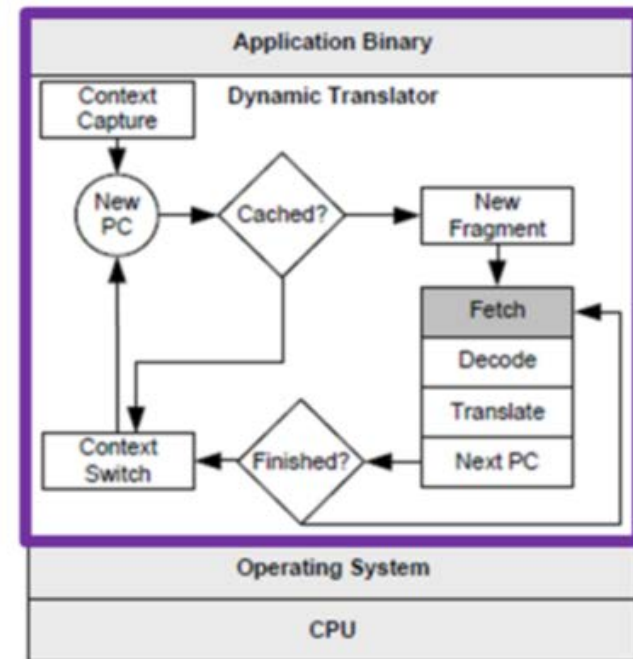 Application Binary
Context
Capture
Dynamic Translator
New
PC
Cached?
New
Fragment
Fetch
Decode
Translate
Next PC
Finished?
Context
Switch
Operating System
CPU